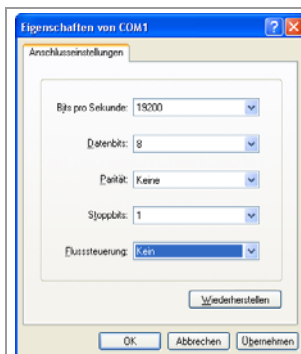 Eigenschaften von COM1
Anschlusseinstellungen
Bits pro Sekunde: 19200
Datenbits: 8
Parität: Keine
Stoppbits: 1
Flusssteuerung: Kein
Wiederherstellen
OK Abbrechen Übernehmen